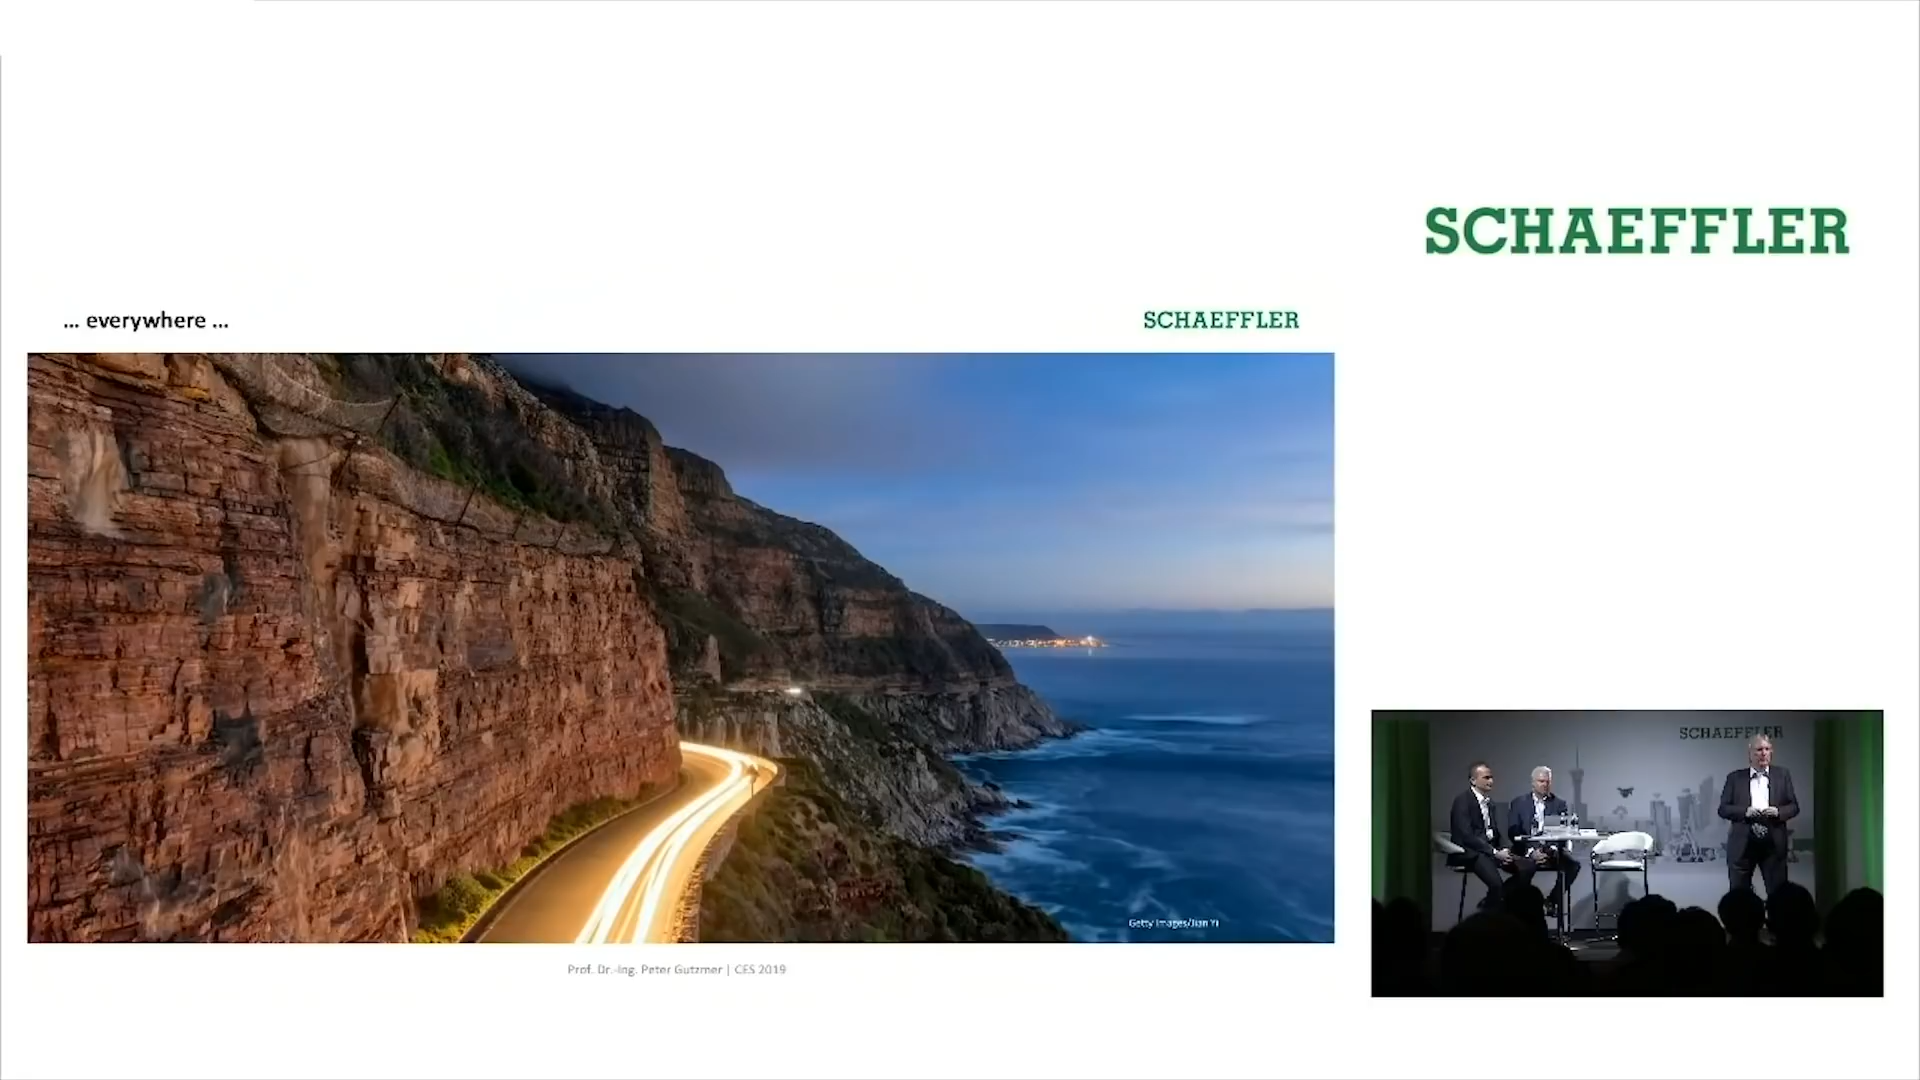 SCHAEFFLER
... everywhere ...
SCHAEFFLER
Getty Images/Jian Yi
Prof. Dr.-Ing. Peter Gutzmer | CES 2019
SCHAEFFLER